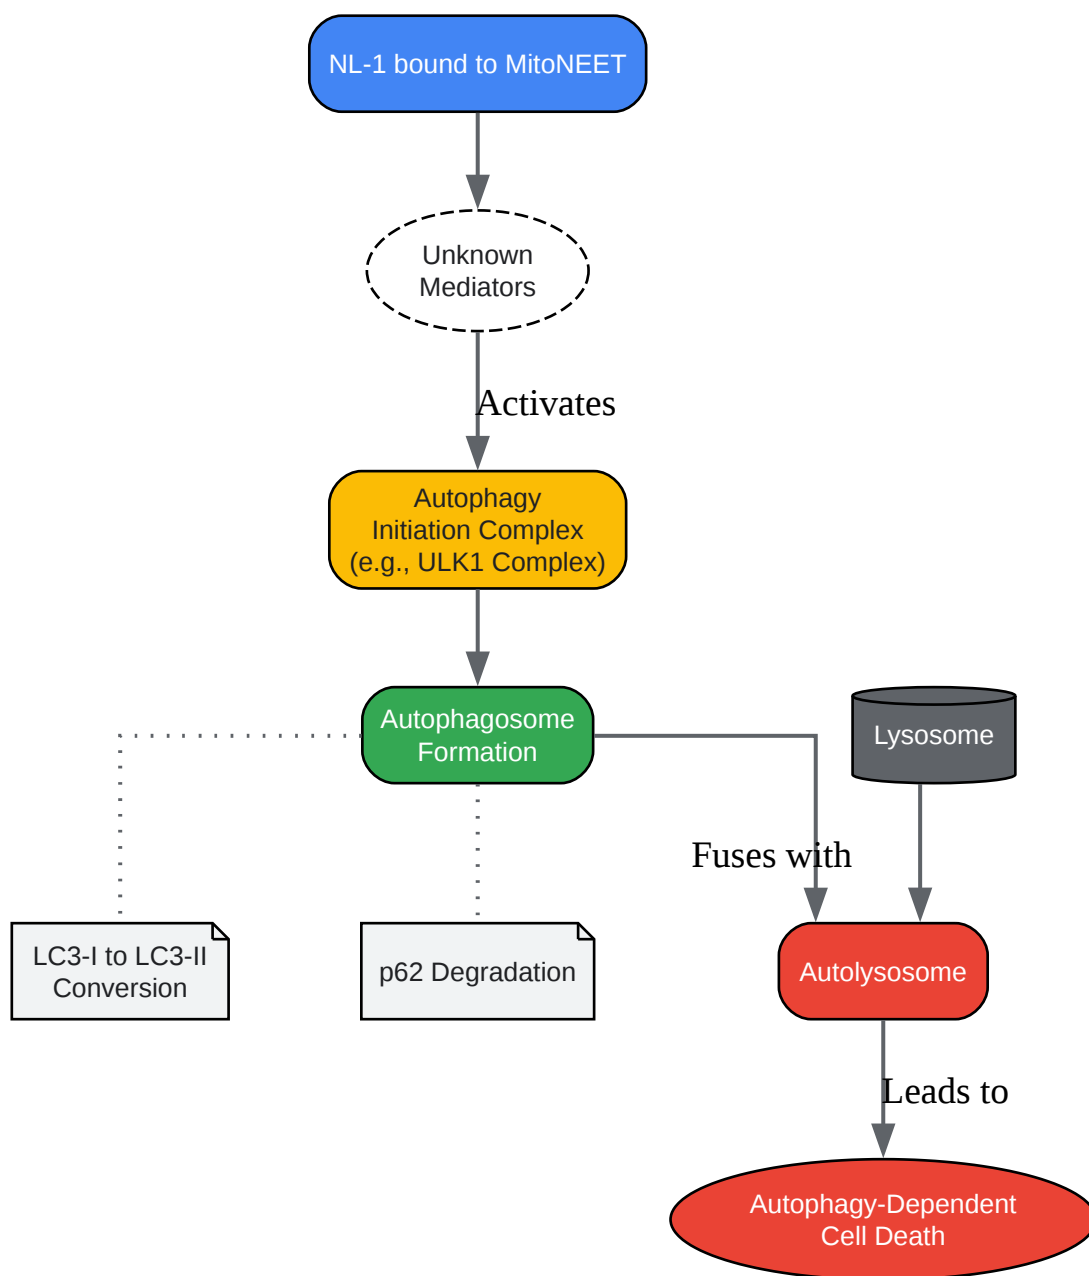 NL-1 bound to MitoNEET
Unknown
Mediators
Activates
Autophagy
Initiation Complex
(e.g., ULK1 Complex)
Autophagosome
Formation
Lysosome
Fuses with
LC3-I to LC3-II
Conversion
p62 Degradation
Autolysosome
Leads to
Autophagy-Dependent
Cell Death